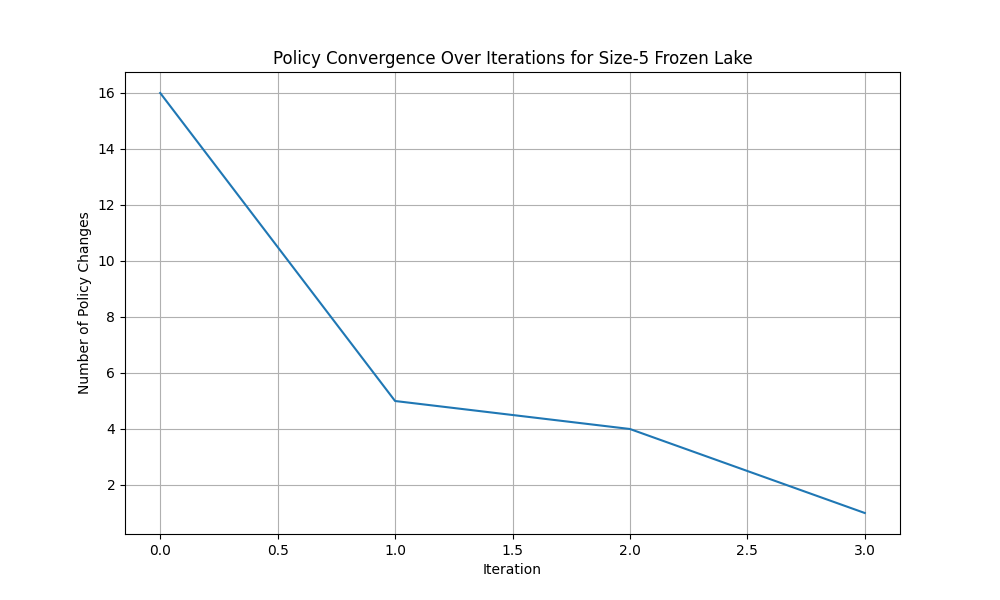 Policy Convergence Over Iterations for Size-5 Frozen Lake
Number of Policy Changes
16
14
12
10
8
6
4
2
0.0 0.5 1.0 1.5 2.0 2.5 3.0
Iteration